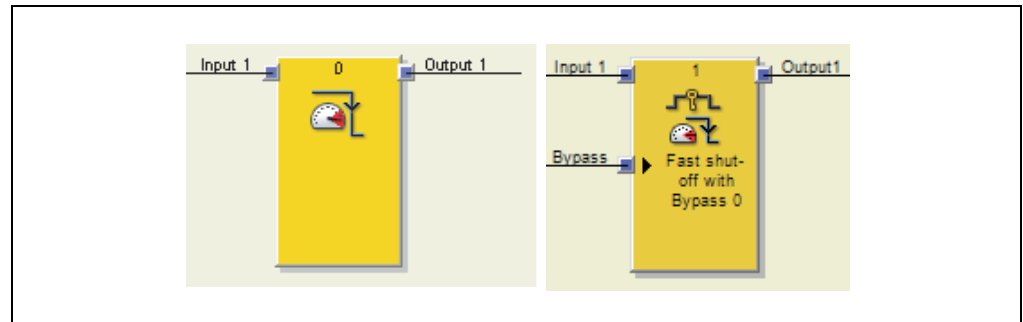 Input 1
0
Output 1
Input 1
1
Output1
Bypass
Fast shut-
off with
Bypass 0